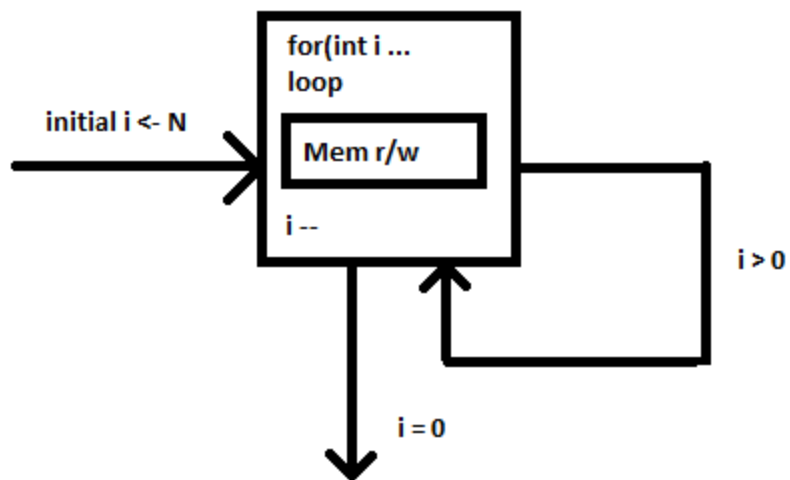 initial i <- N
for(int i ...
loop
Mem r/w
i --
i > 0
i = 0